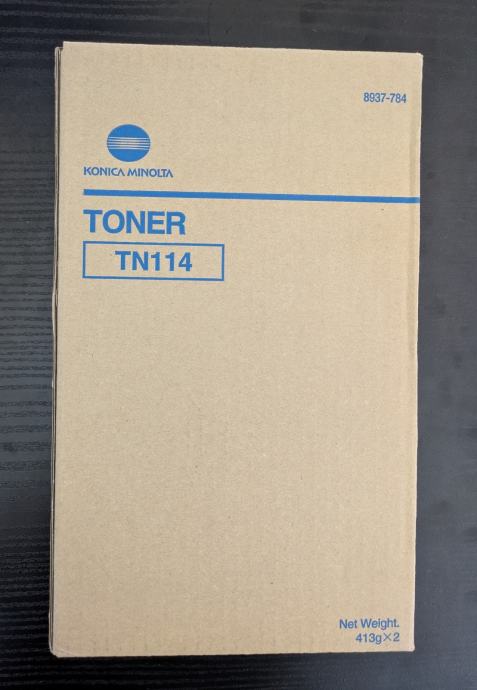 8937-784
KONICA MINOLTA
TONER
TN114
Net Weight.
413g×2